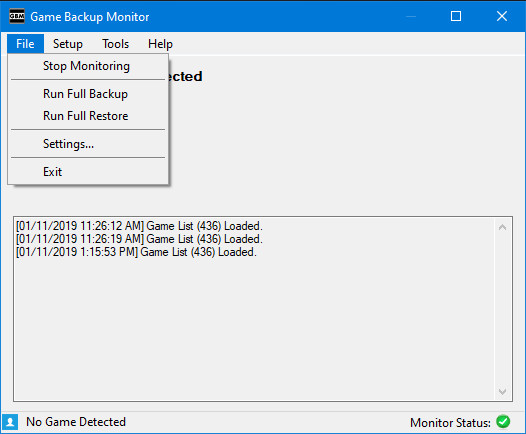 GBM Game Backup Monitor
File Setup Tools Help
Stop Monitoring
Run Full Backup
Run Full Restore
Settings...
Exit
[01/11/2019 11:26:12 AM] Game List (436) Loaded.
[01/11/2019 11:26:19 AM] Game List (436) Loaded.
[01/11/2019 1:15:53 PM] Game List (436) Loaded.
No Game Detected Monitor Status: